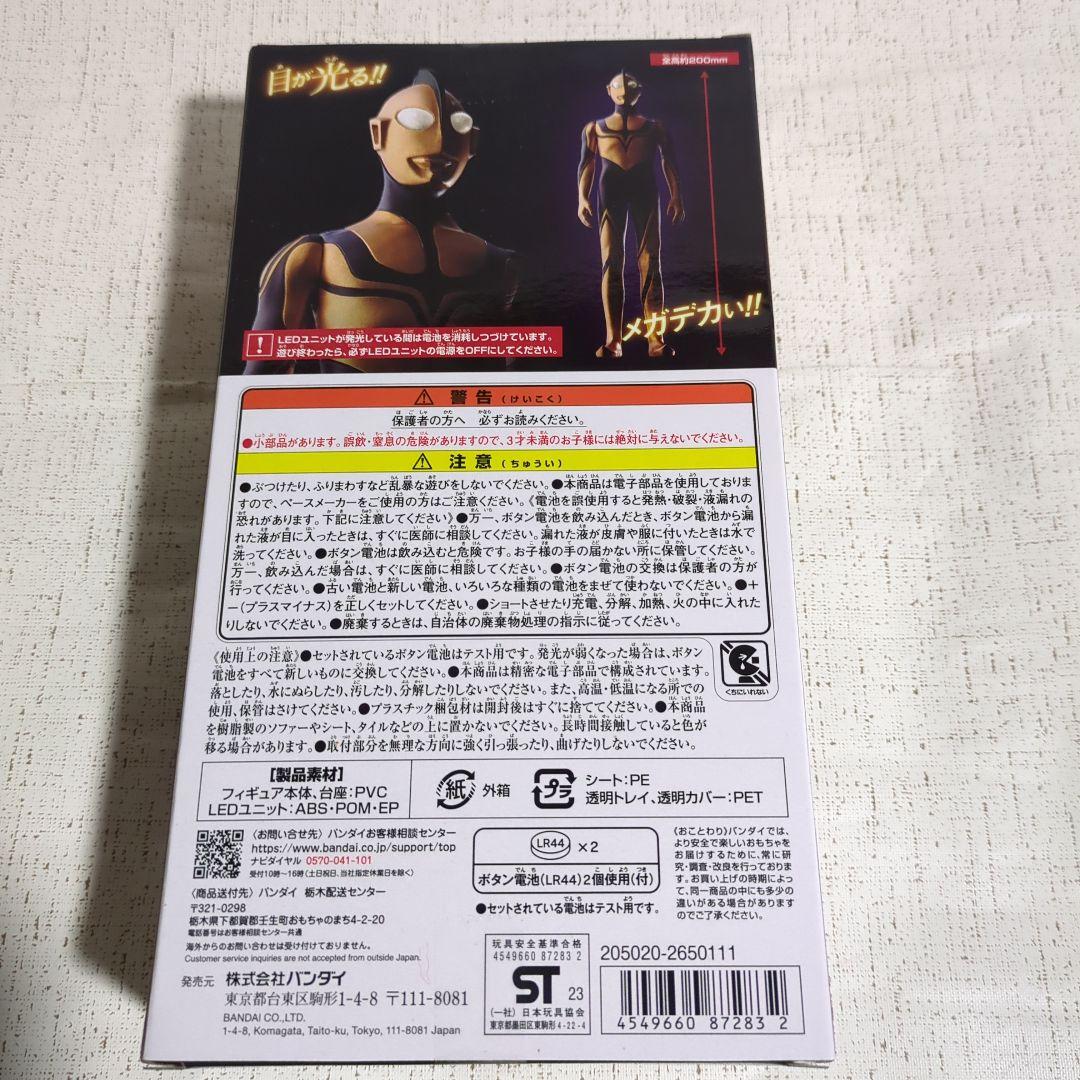 目が光る!!
全高約200mm
メガデカい!!
! LEDユニットが発光している間は電池を消耗しつづけています。
遊び終わったら、必ずLEDユニットの電源をOFFにしてください。
警告(けいこく)
保護者の方へ 必ずお読みください。
●小部品があります。誤飲・窒息の危険がありますので、3才未満のお子様には絶対に与えないでください。
注意(ちゅうい)
●ぶつけたり、ふりまわすなど乱暴な遊びをしないでください。●本商品は電子部品を使用しておりま
すので、ペースメーカーをご使用の方はご注意ください。《電池を誤使用すると発熱・破裂・液漏れの
恐れがあります。下記に注意してください》●万一、ボタン電池を飲み込んだとき、ボタン電池から漏
れた液が目に入ったときは、すぐに医師に相談してください。漏れた液が皮膚や服に付いたときは水で
洗ってください。●ボタン電池は飲み込むと危険です。お子様の手の届かない所に保管してください。
万一、飲み込んだ場合は、すぐに医師に相談してください。●ボタン電池の交換は保護者の方が
行ってください。●古い電池と新しい電池、いろいろな種類の電池をまぜて使わないでください。●+
−(プラスマイナス)を正しくセットしてください。●ショートさせたり充電、分解、加熱、火の中に入れた
りしないでください。●廃棄するときは、自治体の廃棄物処理の指示に従ってください。
《使用上の注意》●セットされているボタン電池はテスト用です。発光が弱くなった場合は、ボタン
電池をすべて新しいものに交換してください。●本商品は精密な電子部品で構成されています。
落としたり、水にぬらしたり、汚したり、分解したりしないでください。また、高温・低温になる所での
使用、保管はさけてください。●プラスチック梱包材は開封後はすぐに捨ててください。●本商品
を樹脂製のソファーやシート、タイルなどの上に置かないでください。長時間接触していると色が
移る場合があります。●取付部分を無理な方向に強く引っ張ったり、曲げたりしないでください。
くちにいれない
【製品素材】
フィギュア本体、台座:PVC
LEDユニット:ABS・POM・EP
紙 外箱
プラ シート:PE
透明トレイ、透明カバー:PET
〈お問い合せ先〉バンダイお客様相談センター
https://www.bandai.co.jp/support/top
ナビダイヤル 0570-041-101
受付10時〜16時(土日祝日、当社指定休業日を除く)
〈商品送付先〉バンダイ 栃木配送センター
〒321-0298
栃木県下都賀郡壬生町おもちゃのまち4-2-20
電話番号はお客様相談センター共通
海外からのお問い合わせは受け付けておりません。
Customer service inquiries are not accepted from outside Japan.
発売元 株式会社バンダイ
東京都台東区駒形1-4-8 〒111-8081
BANDAI CO.,LTD.
1-4-8, Komagata, Taito-ku, Tokyo, 111-8081 Japan
LR44 ×2
ボタン電池(LR44)2個使用(付)
●セットされている電池はテスト用です。
〈おことわり〉バンダイでは、
より安全で楽しいおもちゃを
お届けするために、常に研
究・調査・改良を行っております。お買い上げの時期によっ
て、同一商品の中にも多少の
違いがある場合があります
のでご了承ください。
玩具安全基準合格
4549660 87283 2
ST 23
(一社)日本玩具協会
東京都墨田区東駒形4-22-4
205020-2650111
4549660 872832